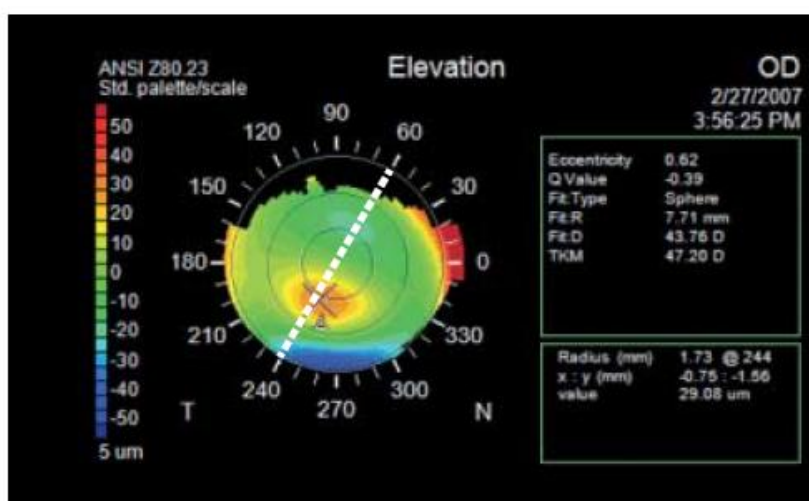 ANSI Z80.23
Std. palette/scale
Elevation
OD
2/27/2007
3:56:25 PM
50
40
30
20
10
0
-10
-20
-30
-40
-50
5 um
90
120
60
150
30
180
0
210
330
240
300
270
T
N
Eccentricity 0.62
Q Value -0.39
Fit:Type Sphere
Fit:R 7.71 mm
Fit:D 43.76 D
TKM 47.20 D
Radius (mm) 1.73 @ 244
x : y (mm) -0.75 : -1.56
value 29.08 um